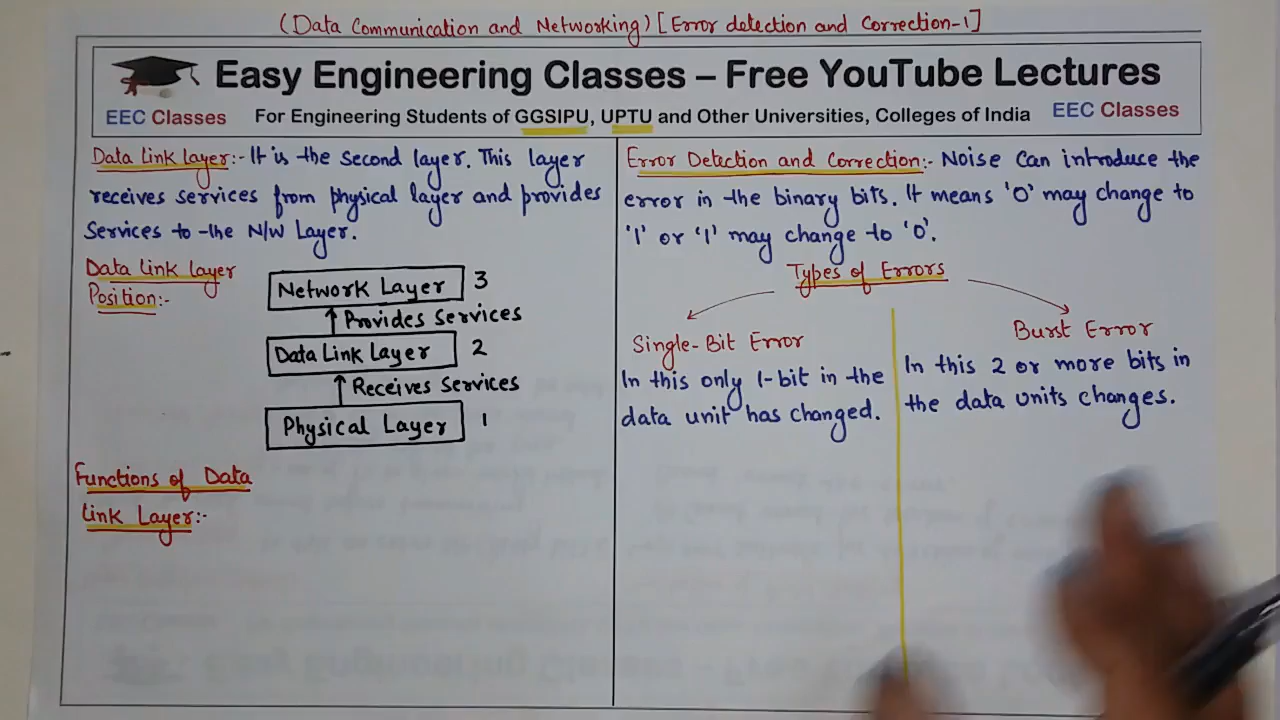 (Data Communication and Networking) [Error detection and Correction-1]
Easy Engineering Classes – Free YouTube Lectures
EEC Classes For Engineering Students of GGSIPU, UPTU and Other Universities, Colleges of India EEC Classes
Data Link layer:- It is the second layer. This layer
receives services from physical layer and provides
Services to the N/W Layer.
Data Link layer
Position:-
Network Layer 3
Provides Services
Data Link Layer 2
Receives Services
Physical Layer 1
Functions of Data
Link Layer:-
Error Detection and Correction:- Noise Can introduce the
error in the binary bits. It means '0' may change to
'1' or '1' may change to '0'.
Types of Errors
Single-Bit Error
In this only 1-bit in the
data unit has changed.
Burst Error
In this 2 or more bits in
the data units changes.